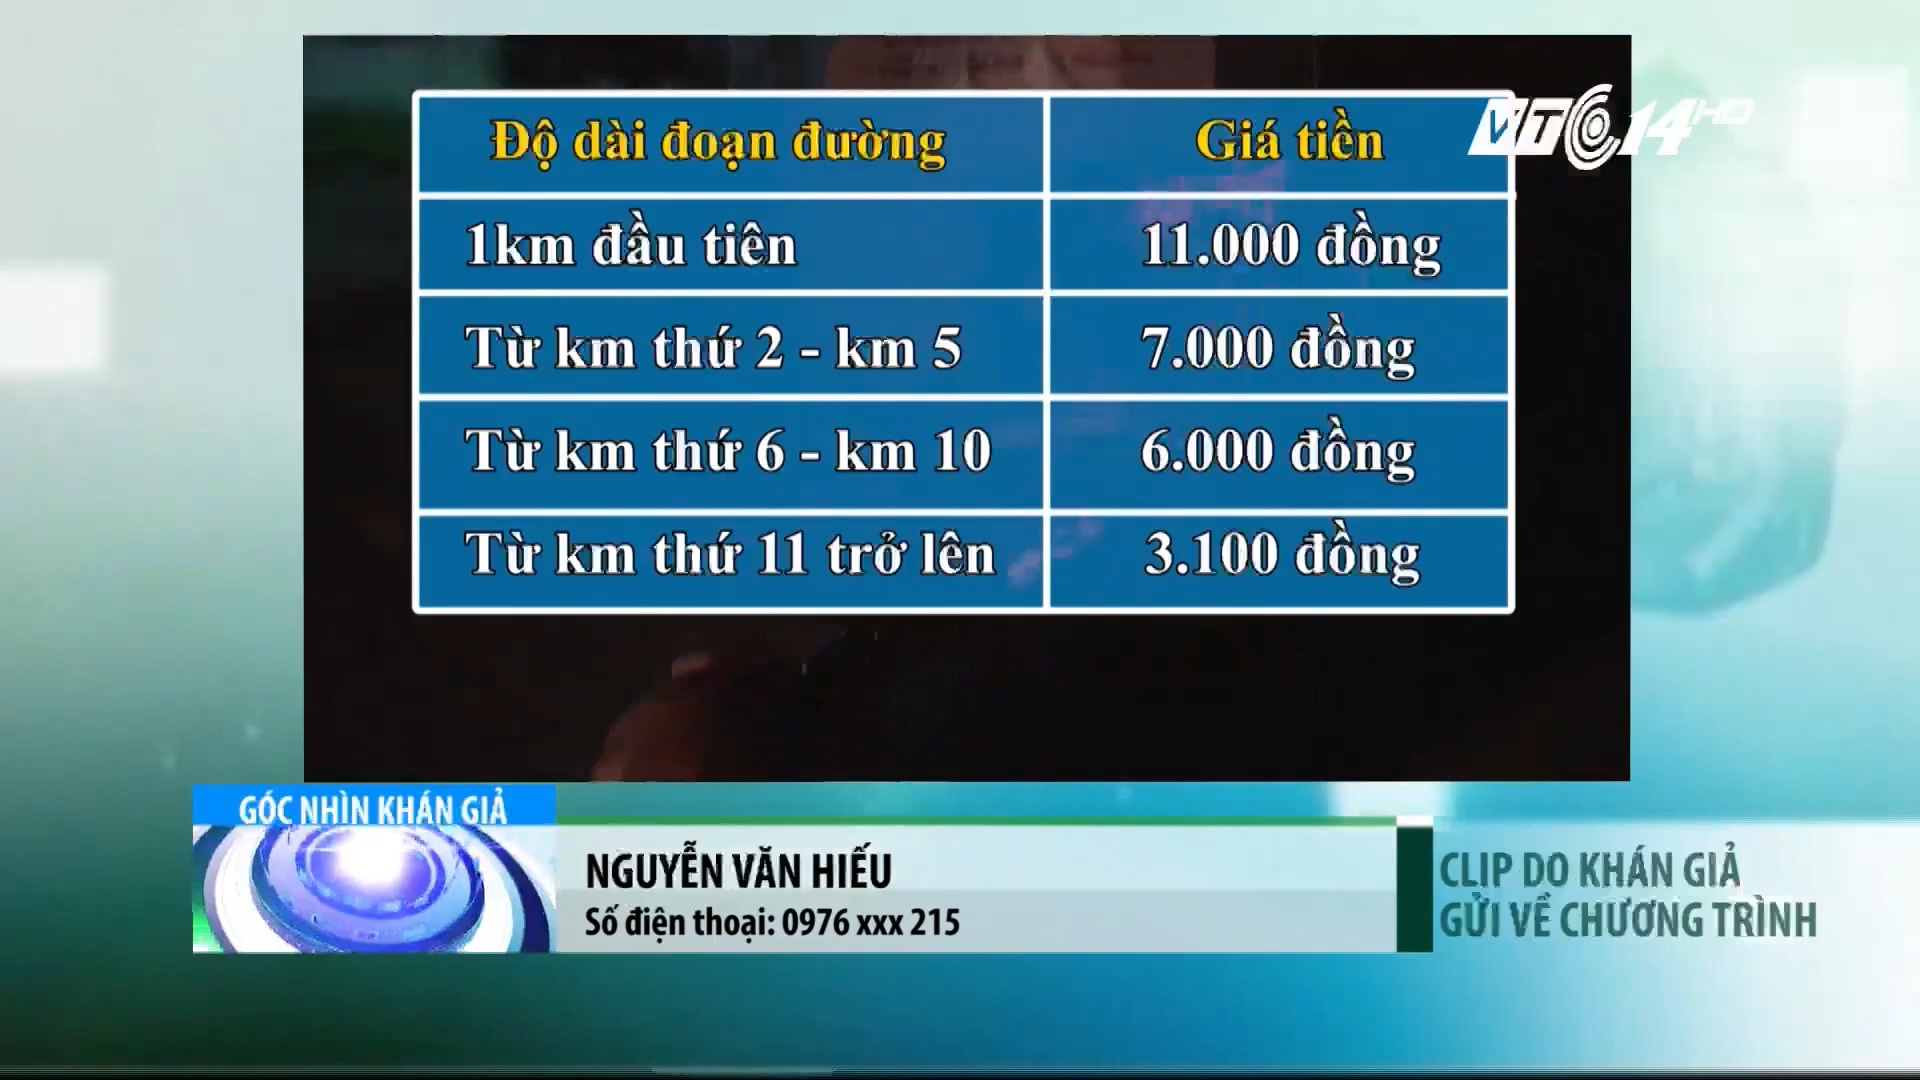 Độ dài đoạn đường Giá tiền
1km đầu tiên 11.000 đồng
Từ km thứ 2 - km 5 7.000 đồng
Từ km thứ 6 - km 10 6.000 đồng
Từ km thứ 11 trở lên 3.100 đồng
VTC14HD
GÓC NHÌN KHÁN GIẢ
NGUYỄN VĂN HIẾU
Số điện thoại: 0976 xxx 215
CLIP DO KHÁN GIẢ
GỬI VỀ CHƯƠNG TRÌNH